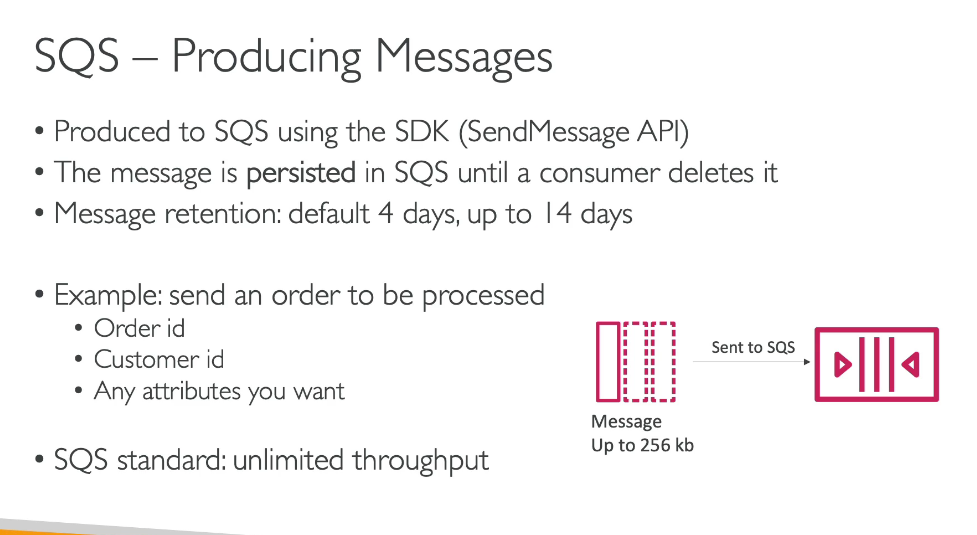 SQS – Producing Messages
• Produced to SQS using the SDK (SendMessage API)
• The message is persisted in SQS until a consumer deletes it
• Message retention: default 4 days, up to 14 days
• Example: send an order to be processed
• Order id
• Customer id
• Any attributes you want
• SQS standard: unlimited throughput
Sent to SQS
Message
Up to 256 kb